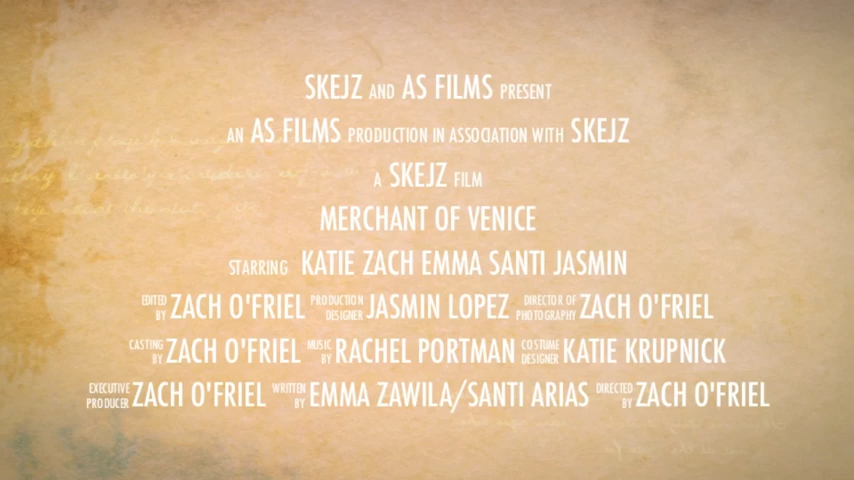 SKEJZ AND AS FILMS PRESENT
AN AS FILMS PRODUCTION IN ASSOCIATION WITH SKEJZ
A SKEJZ FILM
MERCHANT OF VENICE
STARRING KATIE ZACH EMMA SANTI JASMIN
EDITED BY ZACH O'FRIEL PRODUCTION DESIGNER JASMIN LOPEZ DIRECTOR OF PHOTOGRAPHY ZACH O'FRIEL
CASTING BY ZACH O'FRIEL MUSIC BY RACHEL PORTMAN COSTUME DESIGNER KATIE KRUPNICK
EXECUTIVE PRODUCER ZACH O'FRIEL WRITTEN BY EMMA ZAWILA/SANTI ARIAS DIRECTED BY ZACH O'FRIEL